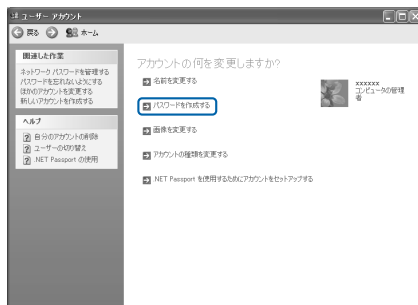 ユーザー アカウント
戻る ホーム
関連した作業
ネットワーク パスワードを管理する
パスワードを忘れないようにする
ほかのアカウントを変更する
新しいアカウントを作成する
ヘルプ
自分のアカウントの削除
ユーザーの切り替え
.NET Passport の使用
アカウントの何を変更しますか?
名前を変更する
パスワードを作成する
画像を変更する
アカウントの種類を変更する
.NET Passport を使用するためにアカウントをセットアップする
xxxxxx
コンピュータの管理
者